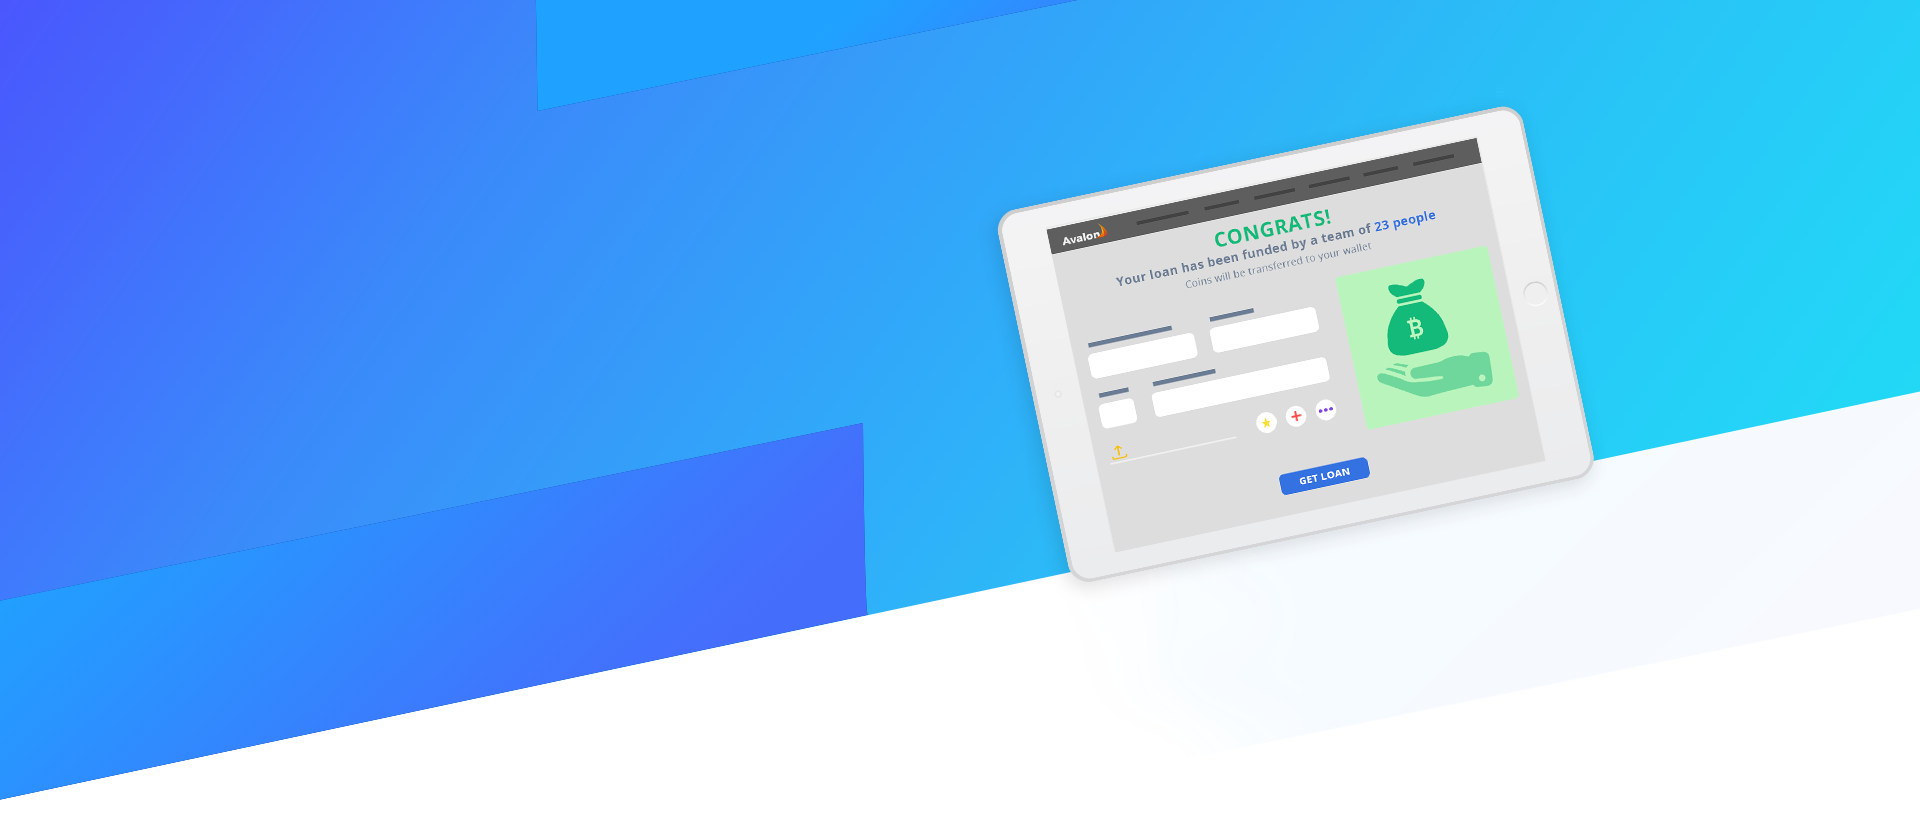 Avalon
CONGRATS!
Your loan has been funded by a team of 23 people
Coins will be transferred to your wallet
GET LOAN